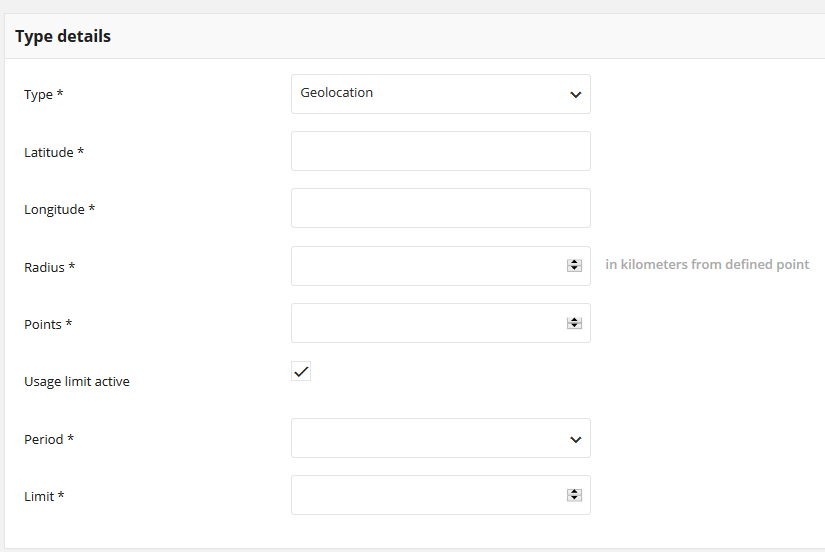 Type details
Type * Geolocation
Latitude *
Longitude *
Radius * in kilometers from defined point
Points *
Usage limit active
Period *
Limit *